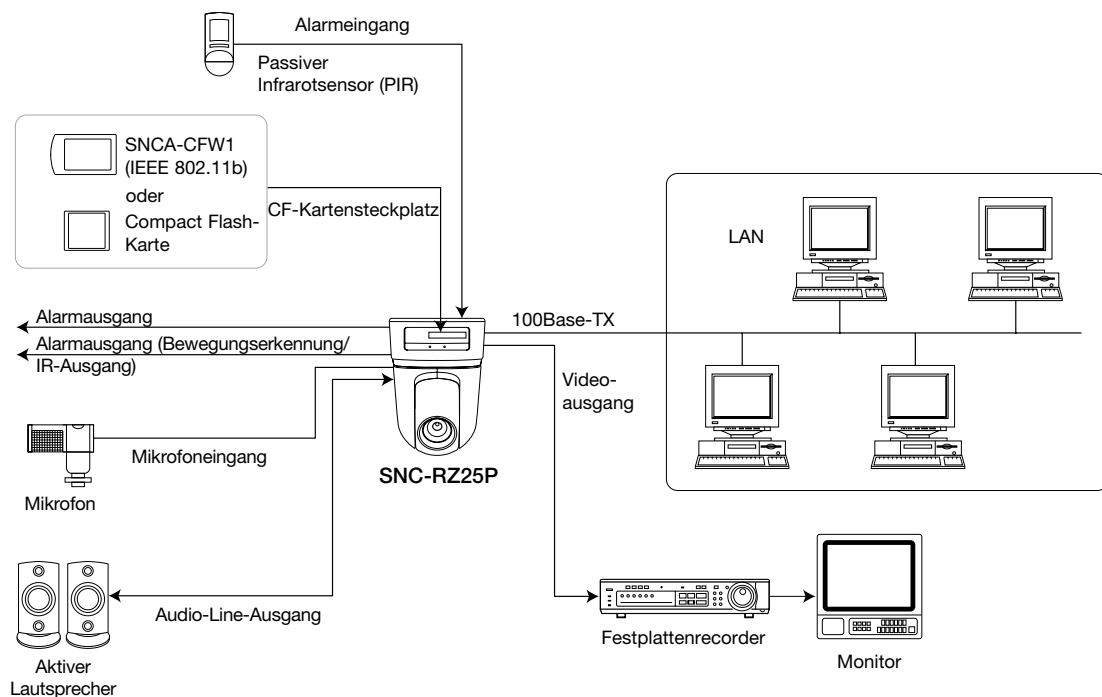 Alarmeingang
Passiver
Infrarotsensor (PIR)
SNCA-CFW1
(IEEE 802.11b)
oder
Compact Flash-
Karte
CF-Kartensteckplatz
LAN
Alarmausgang
Alarmausgang (Bewegungserkennung/
IR-Ausgang)
100Base-TX
Video-
ausgang
Mikrofoneingang
SNC-RZ25P
Mikrofon
Audio-Line-Ausgang
Aktiver
Lautsprecher
Festplattenrecorder
Monitor